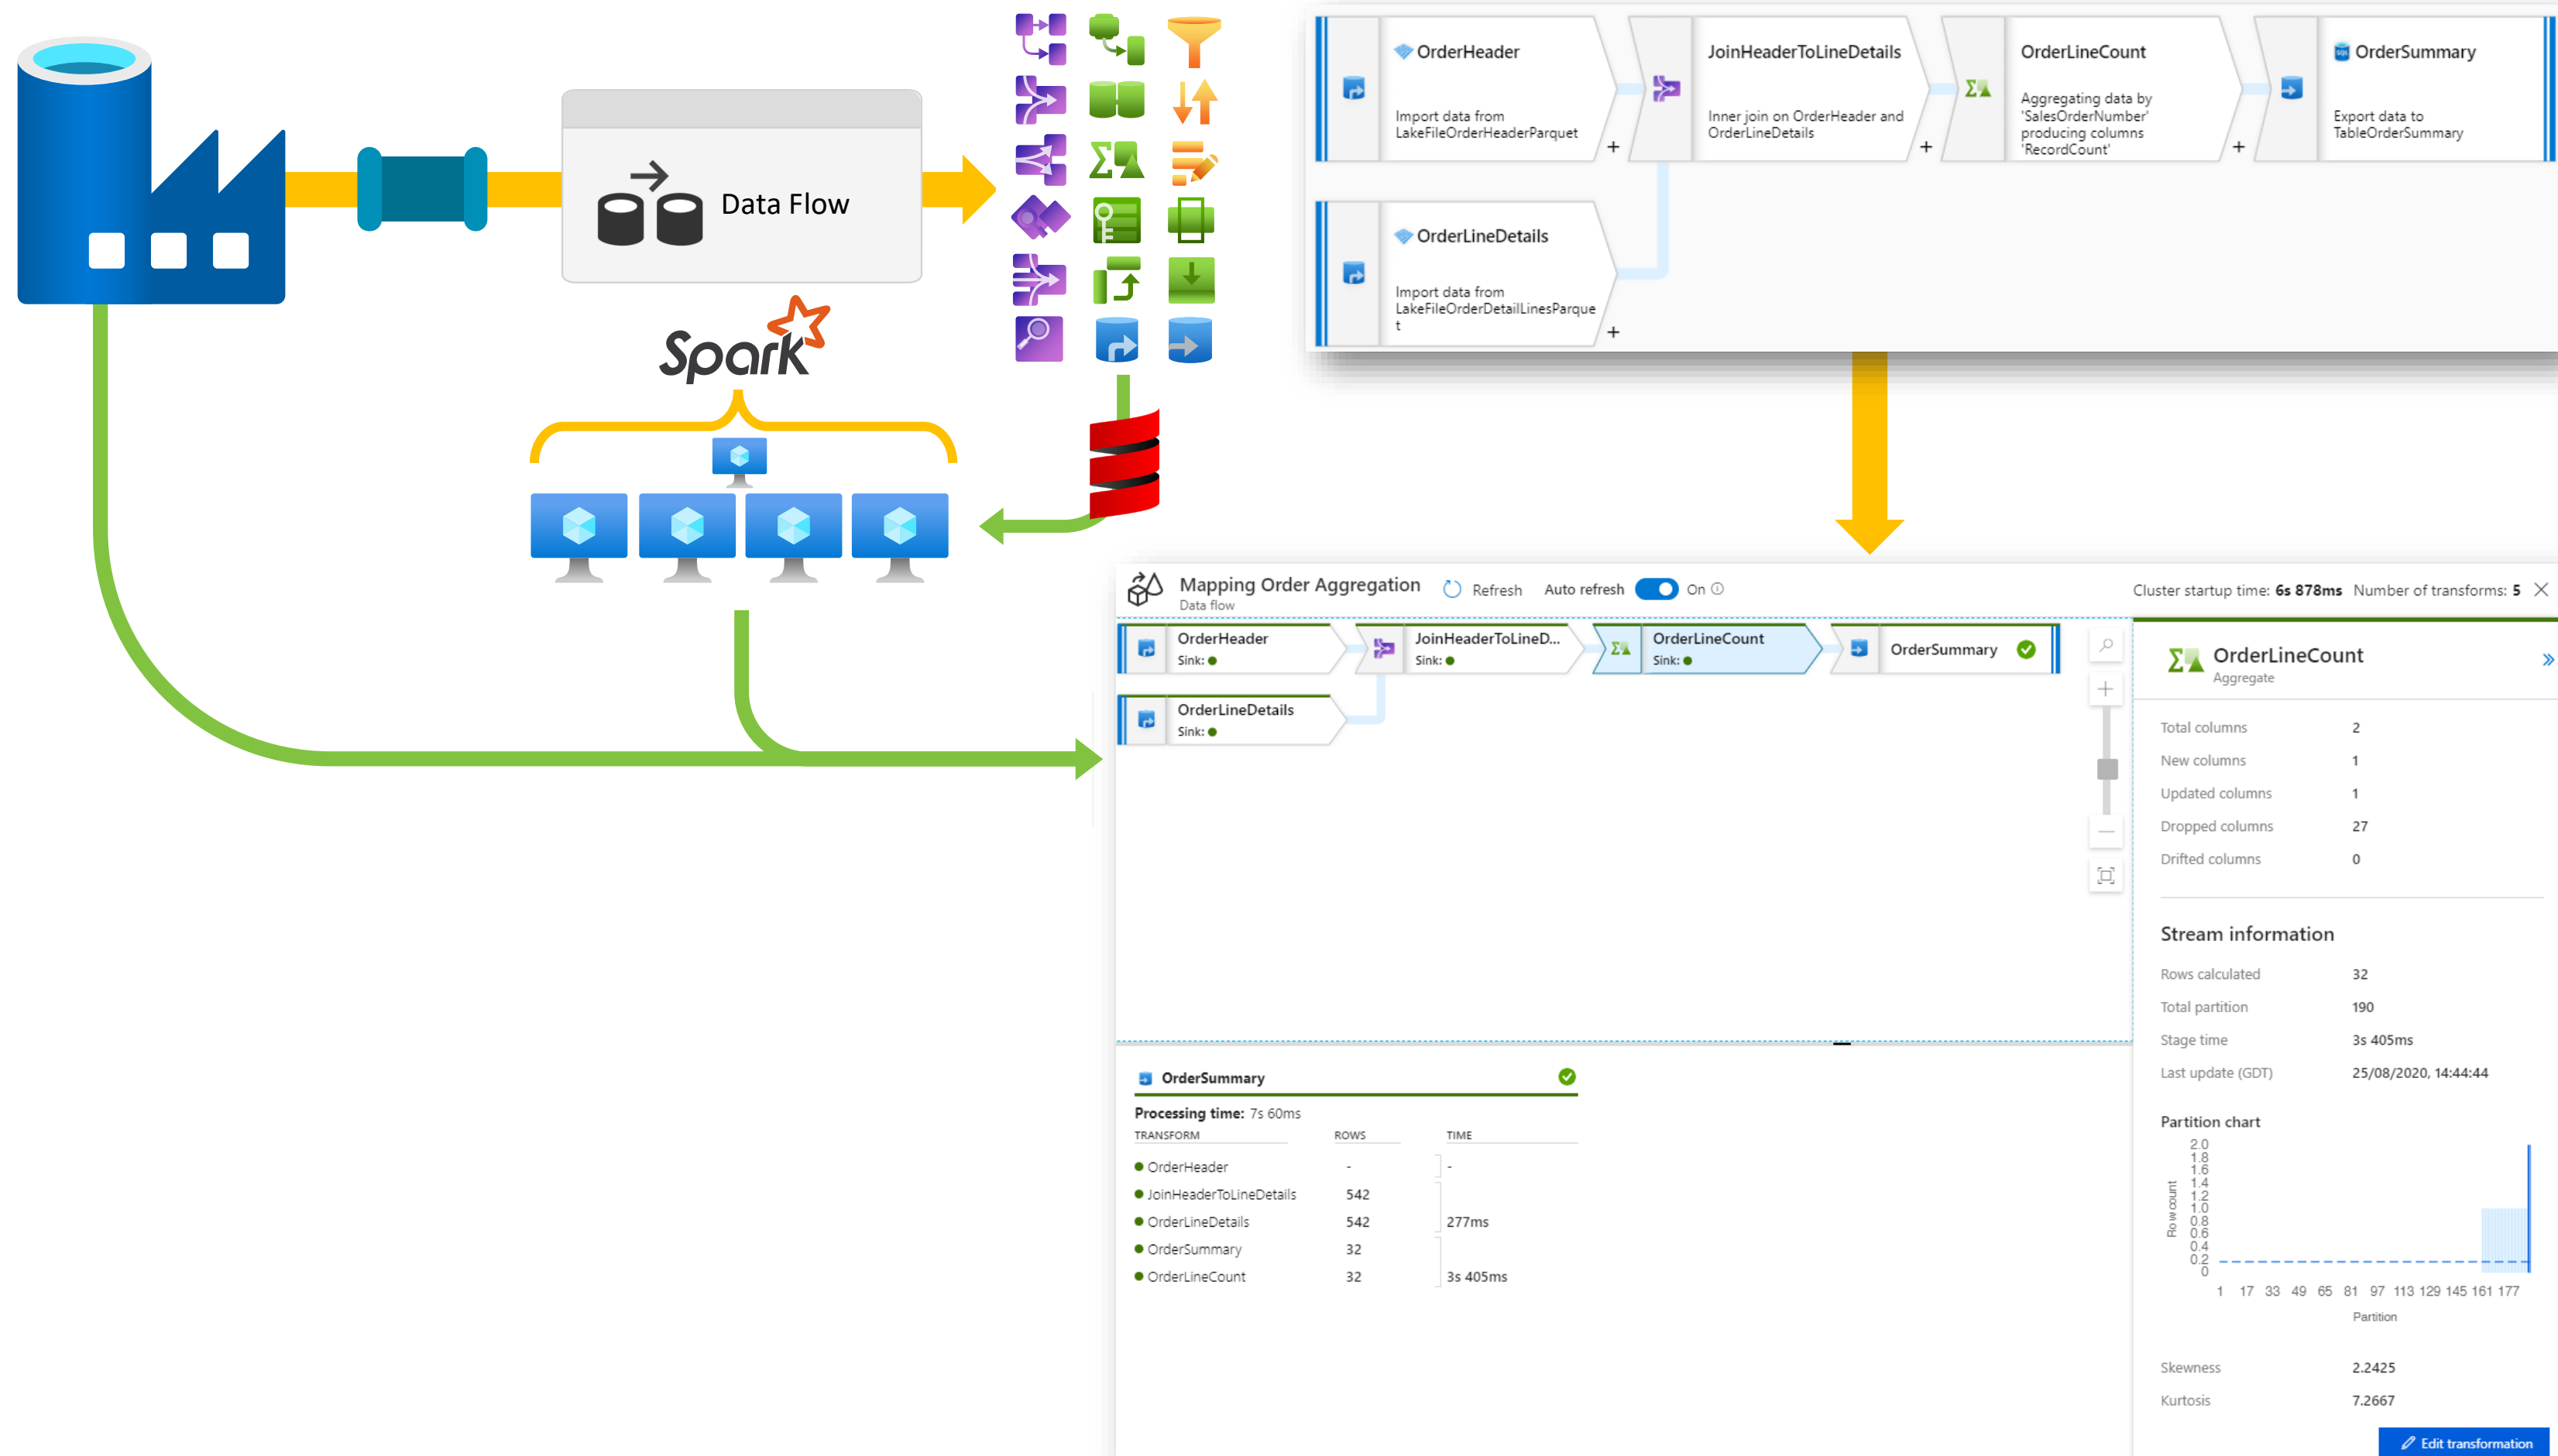 Data Flow
Spark
OrderHeader
Import data from
LakeFileOrderHeaderParquet
+
JoinHeaderToLineDetails
Inner join on OrderHeader and
OrderLineDetails
+
OrderLineCount
Aggregating data by
'SalesOrderNumber'
producing columns
'RecordCount'
+
SQL
OrderSummary
Export data to
TableOrderSummary
OrderLineDetails
Import data from
LakeFileOrderDetailLinesParque
t
+
Mapping Order Aggregation
Data flow
Refresh
Auto refresh
On
Cluster startup time: 6s 878ms
Number of transforms: 5
OrderHeader
Sink:
JoinHeaderToLineD...
Sink:
OrderLineCount
Sink:
OrderSummary
OrderLineDetails
Sink:
OrderLineCount
Aggregate
Total columns 2
New columns 1
Updated columns 1
Dropped columns 27
Drifted columns 0
Stream information
Rows calculated 32
Total partition 190
Stage time 3s 405ms
Last update (GDT) 25/08/2020, 14:44:44
Partition chart
2.0
1.8
1.6
1.4
1.2
1.0
0.8
0.6
0.4
0.2
0
Row count
1 17 33 49 65 81 97 113 129 145 161 177
Partition
Skewness 2.2425
Kurtosis 7.2667
Edit transformation
OrderSummary
Processing time: 7s 60ms
TRANSFORM ROWS TIME
OrderHeader - -
JoinHeaderToLineDetails 542
OrderLineDetails 542 277ms
OrderSummary 32
OrderLineCount 32 3s 405ms